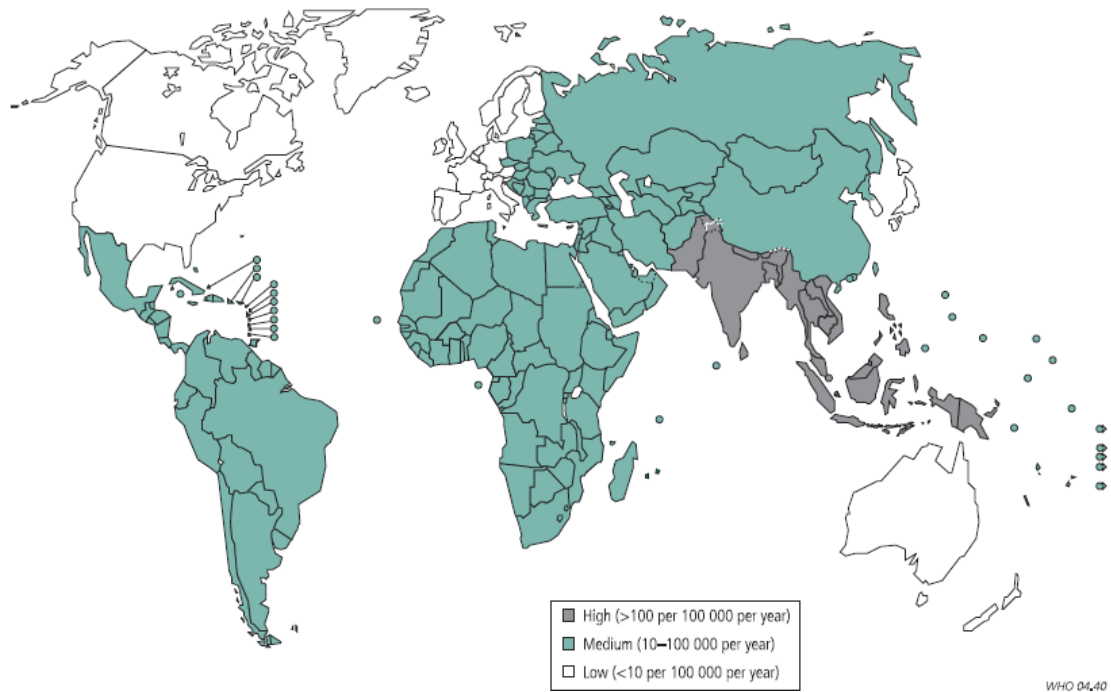 High (>100 per 100 000 per year)
Medium (10–100 000 per year)
Low (<10 per 100 000 per year)
WHO 04.40